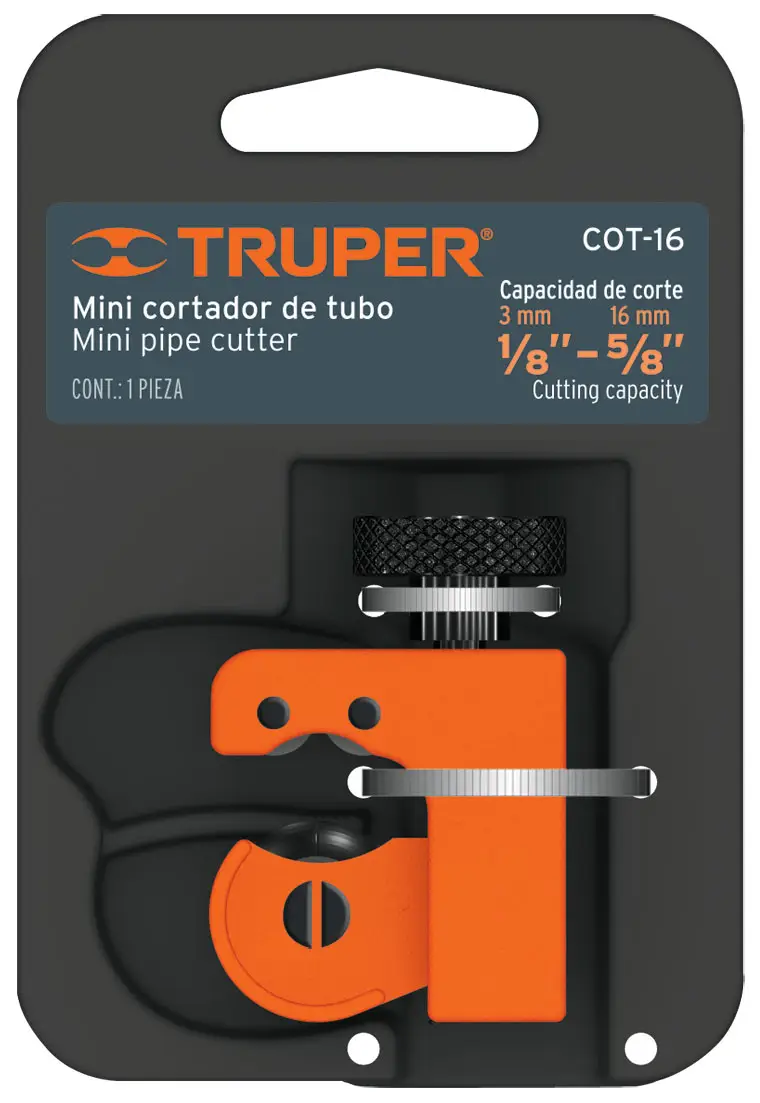 TRUPER®
COT-16
Mini cortador de tubo
Mini pipe cutter
CONT.: 1 PIEZA
Capacidad de corte
3 mm 16 mm
1/8" - 5/8"
Cutting capacity